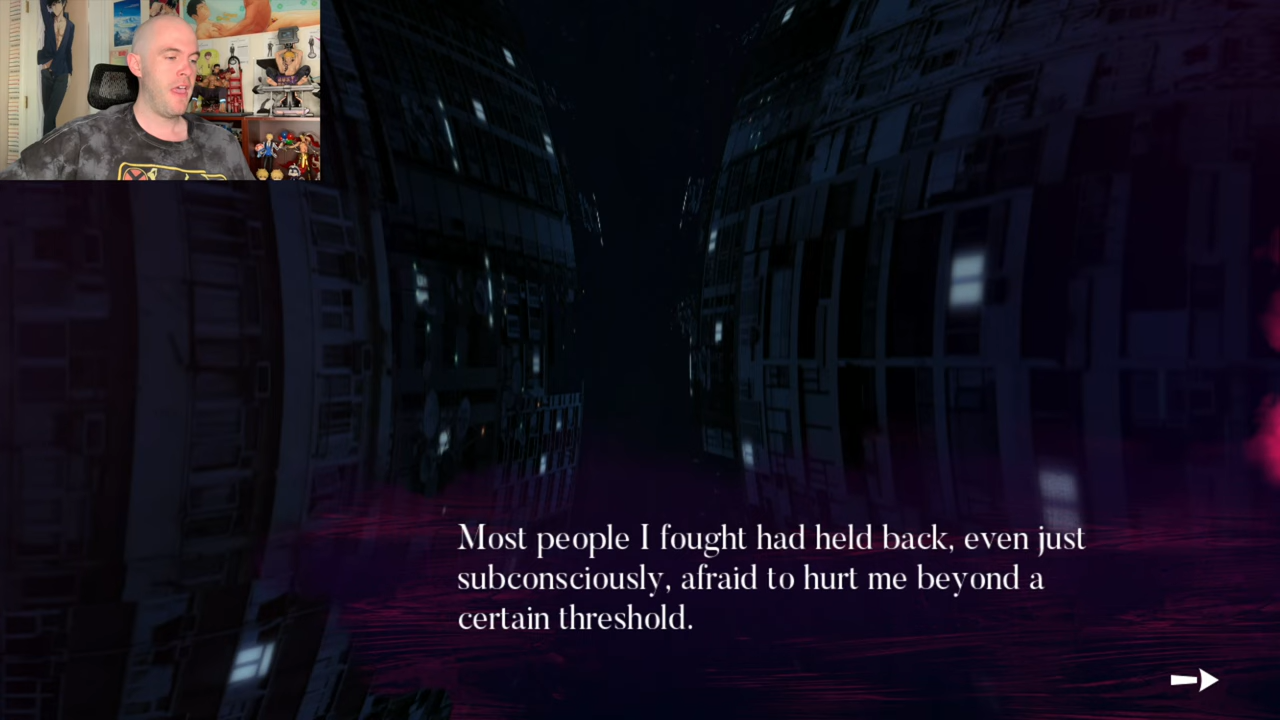 Most people I fought had held back, even just
subconsciously, afraid to hurt me beyond a
certain threshold.